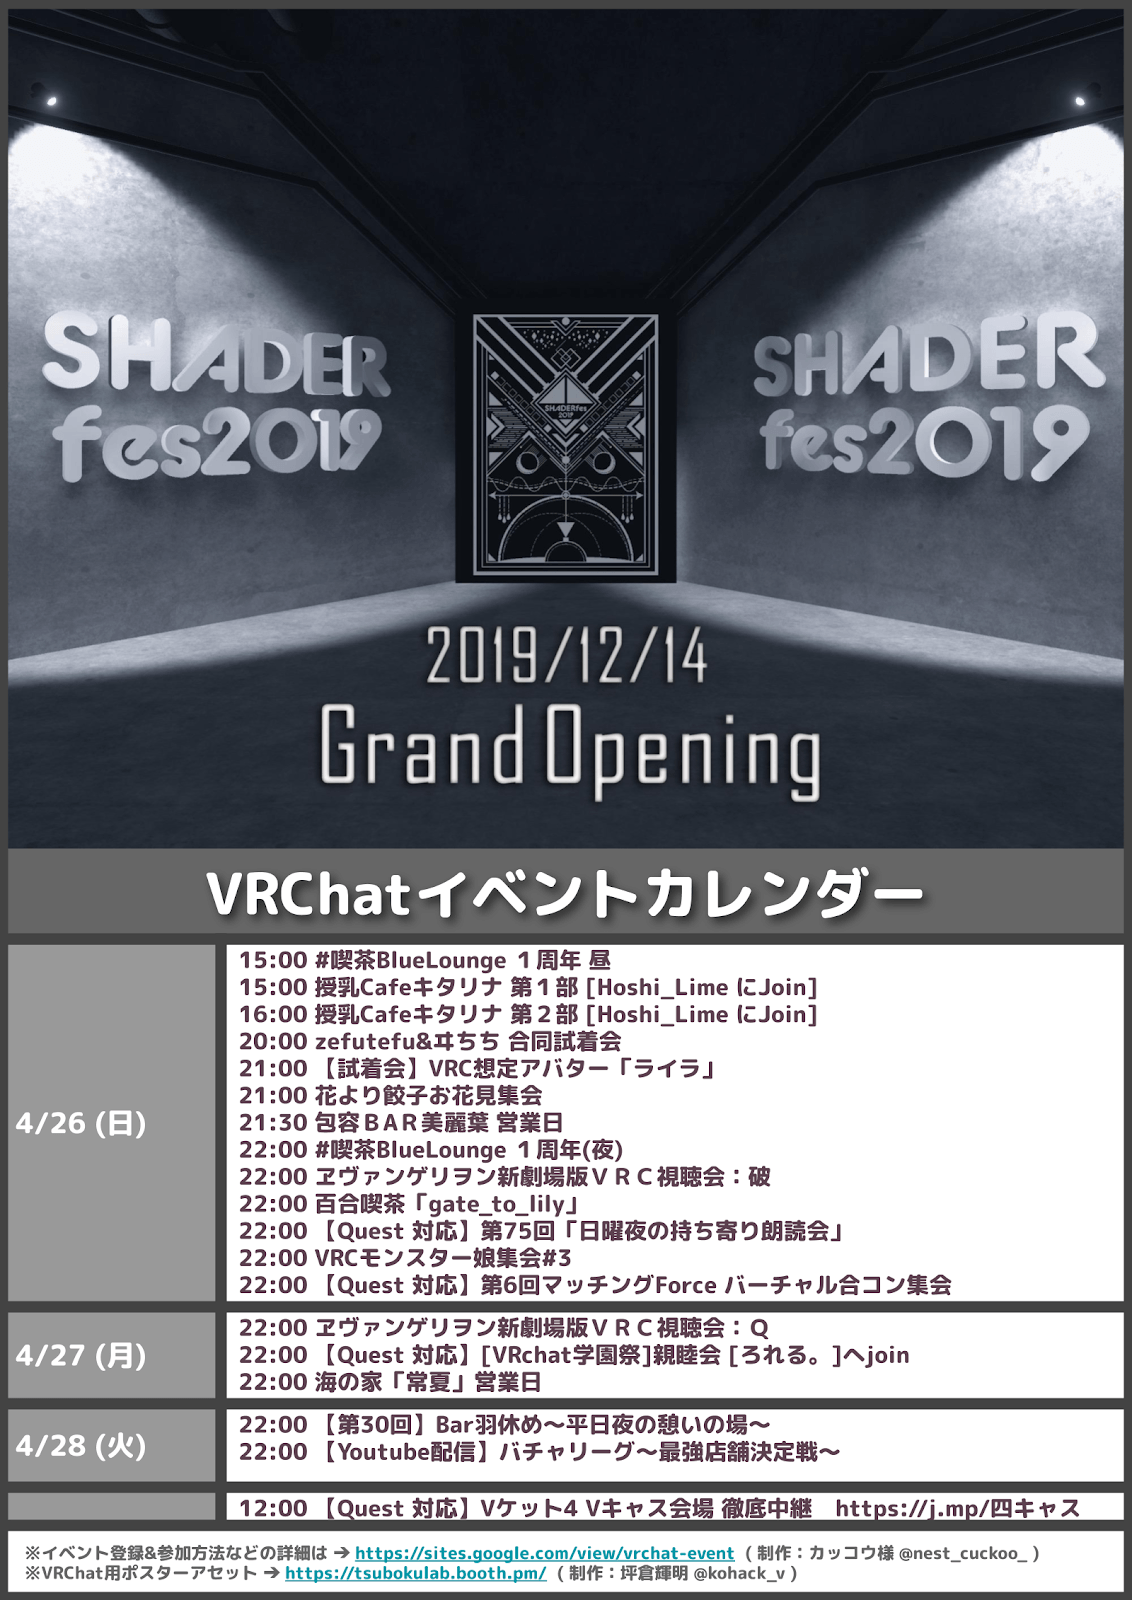 SHADER
fes2019
SHADER
fes2019
SHADERfes
2019
2019/12/14
Grand Opening
VRChatイベントカレンダー
4/26 (日)
15:00 #喫茶BlueLounge １周年 昼
15:00 授乳Cafeキタリナ 第１部 [Hoshi_Lime にJoin]
16:00 授乳Cafeキタリナ 第２部 [Hoshi_Lime にJoin]
20:00 zefutefu&ヰちち 合同試着会
21:00 【試着会】VRC想定アバター「ライラ」
21:00 花より餃子お花見集会
21:30 包容ＢＡＲ美麗葉 営業日
22:00 #喫茶BlueLounge １周年(夜)
22:00 ヱヴァンゲリヲン新劇場版ＶＲＣ視聴会：破
22:00 百合喫茶「gate_to_lily」
22:00 【Quest 対応】第75回「日曜夜の持ち寄り朗読会」
22:00 VRCモンスター娘集会#3
22:00 【Quest 対応】第6回マッチングForce バーチャル合コン集会
4/27 (月)
22:00 ヱヴァンゲリヲン新劇場版ＶＲＣ視聴会：Ｑ
22:00 【Quest 対応】[VRchat学園祭]親睦会 [ろれる。]へjoin
22:00 海の家「常夏」営業日
4/28 (火)
22:00 【第30回】Bar羽休め〜平日夜の憩いの場〜
22:00 【Youtube配信】バチャリーグ〜最強店舗決定戦〜
12:00 【Quest 対応】Vケット4 Vキャス会場 徹底中継　https://j.mp/四キャス
※イベント登録&参加方法などの詳細は ➔ https://sites.google.com/view/vrchat-event ( 制作：カッコウ様 @nest_cuckoo_ )
※VRChat用ポスターアセット ➔ https://tsubokulab.booth.pm/ ( 制作：坪倉輝明 @kohack_v )